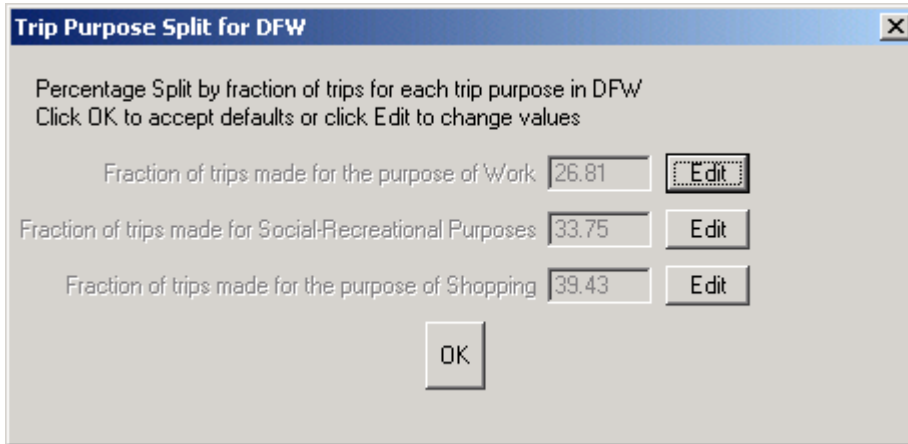 Trip Purpose Split for DFW
Percentage Split by fraction of trips for each trip purpose in DFW
Click OK to accept defaults or click Edit to change values
Fraction of trips made for the purpose of Work 26.81 Edit
Fraction of trips made for Social-Recreational Purposes 33.75 Edit
Fraction of trips made for the purpose of Shopping 39.43 Edit
OK